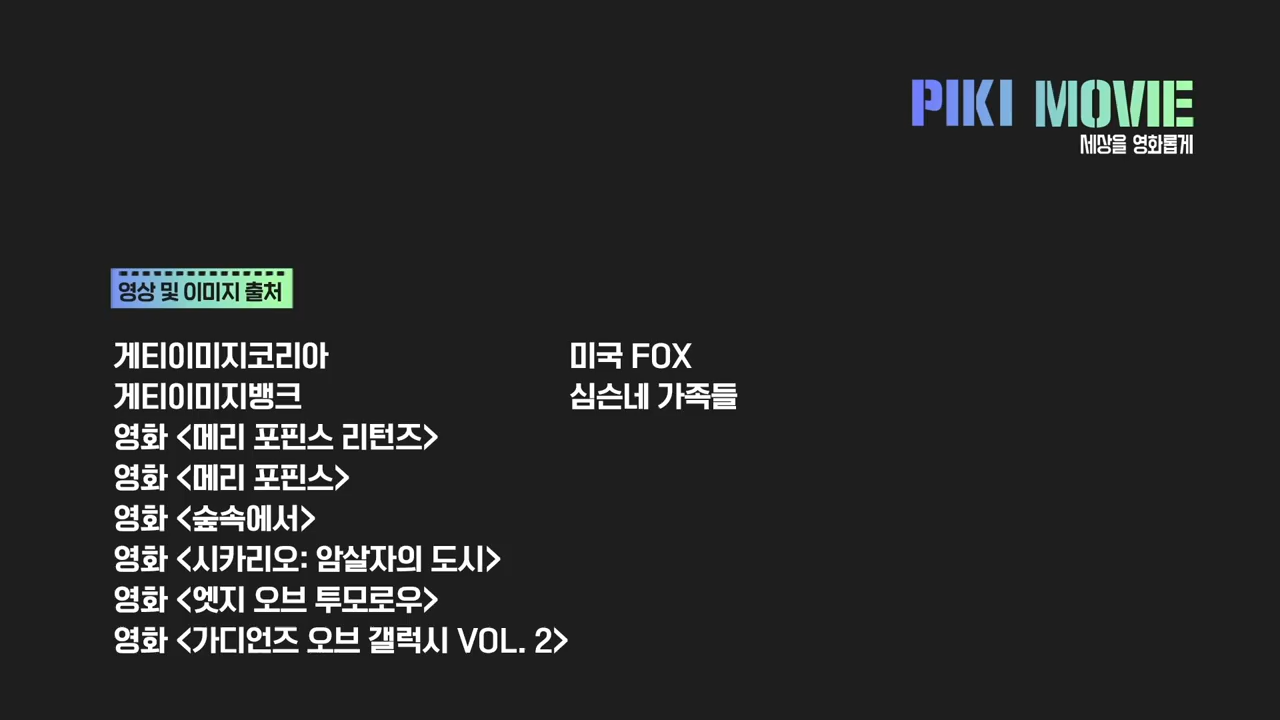 PIKI MOVIE
세상을 영화롭게
영상 및 이미지 출처
게티이미지코리아
게티이미지뱅크
영화 <메리 포핀스 리턴즈>
영화 <메리 포핀스>
영화 <숲속에서>
영화 <시카리오: 암살자의 도시>
영화 <엣지 오브 투모로우>
영화 <가디언즈 오브 갤럭시 VOL. 2>
미국 FOX
심슨네 가족들